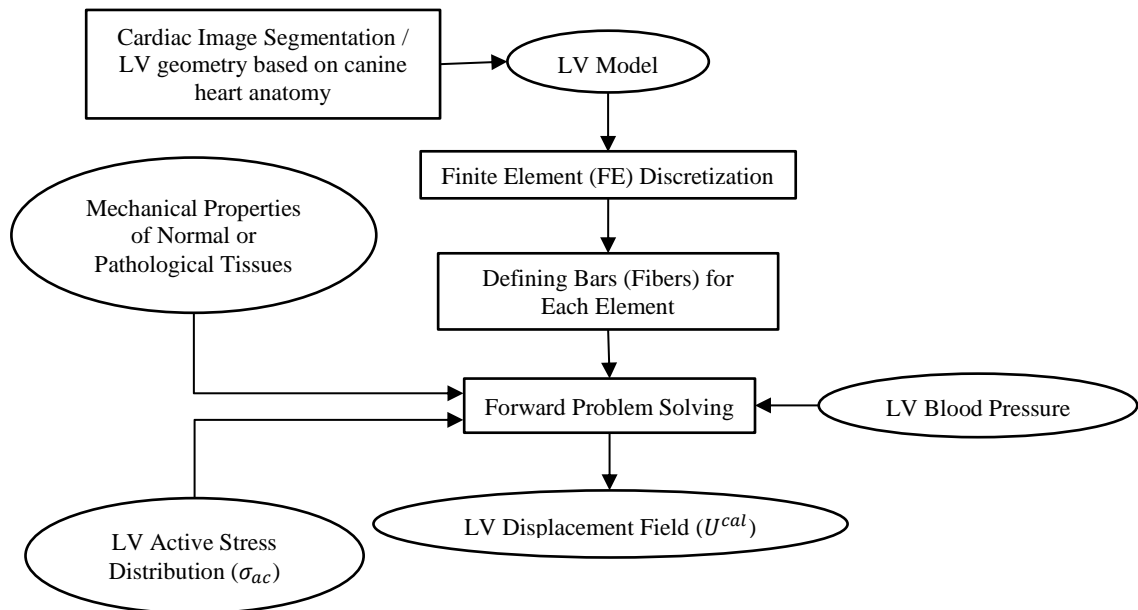 Cardiac Image Segmentation /
LV geometry based on canine
heart anatomy
LV Model
Finite Element (FE) Discretization
Mechanical Properties
of Normal or
Pathological Tissues
Defining Bars (Fibers) for
Each Element
Forward Problem Solving
LV Blood Pressure
LV Displacement Field (𝑈^{𝑐𝑎𝑙})
LV Active Stress
Distribution (𝜎_{𝑎𝑐})